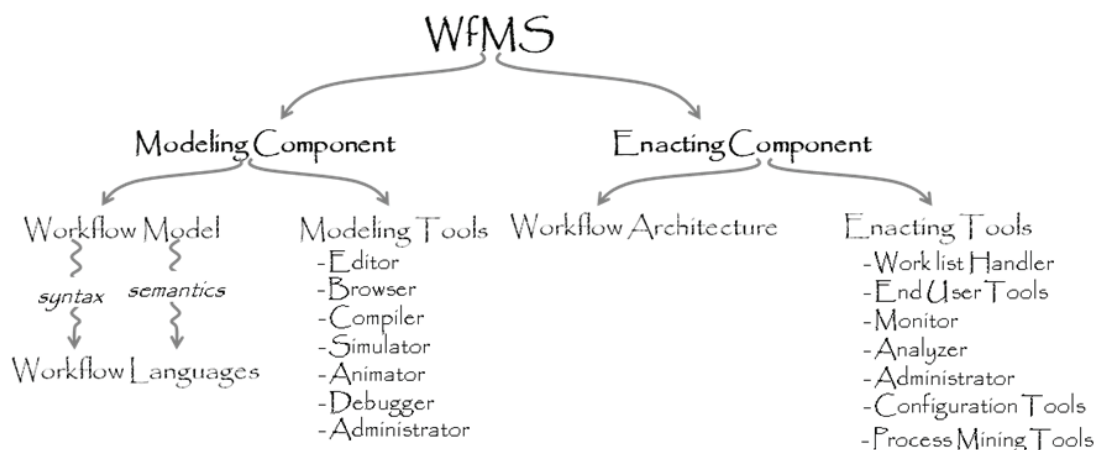 WfMS
Modeling Component
Enacting Component
Workflow Model
Modeling Tools
Workflow Architecture
Enacting Tools
syntax
semantics
Workflow Languages
-Editor
-Browser
-Compiler
-Simulator
-Animator
-Debugger
-Administrator
-Work list Handler
-End User Tools
-Monitor
-Analyzer
-Administrator
-Configuration Tools
-Process Mining Tools